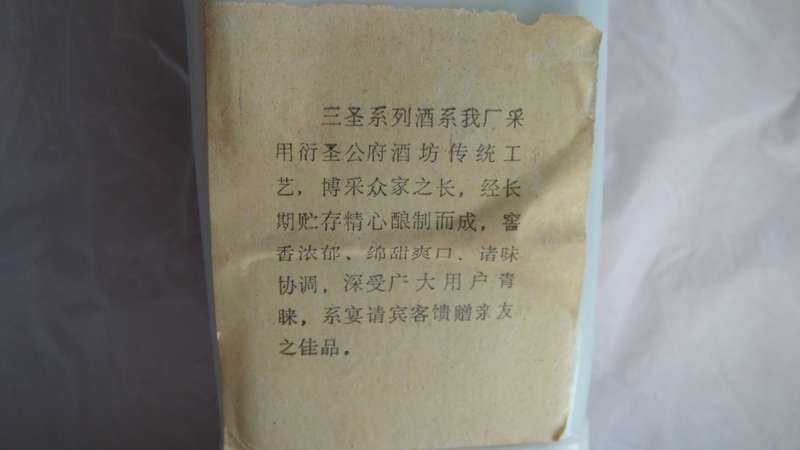 三圣系列酒系我厂采
用衍圣公府酒坊传统工
艺，博采众家之长，经长
期贮存精心酿制而成，窖
香浓郁、绵甜爽口、诸味
协调，深受广大用户青
睐，系宴请宾客馈赠亲友
之佳品。